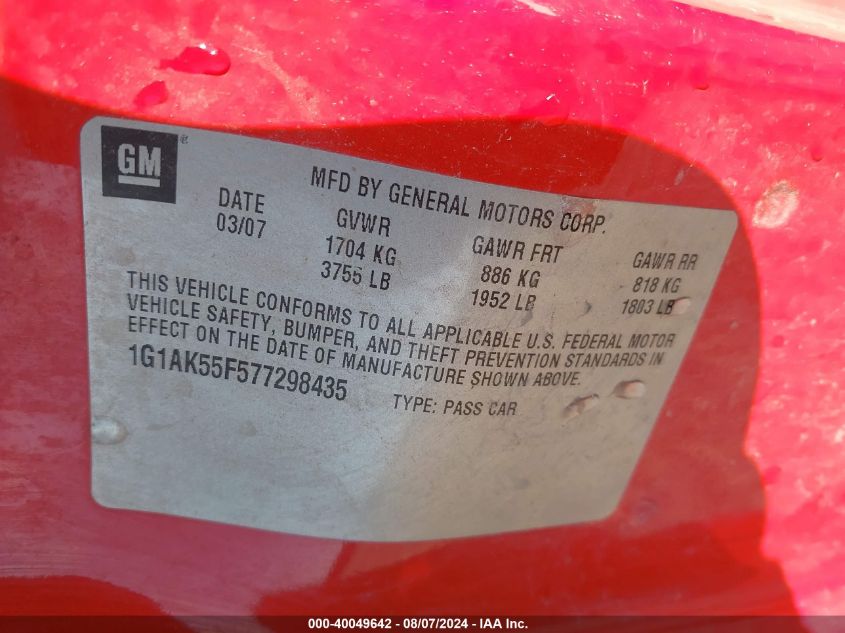 GM
MFD BY GENERAL MOTORS CORP.
DATE GVWR GAWR FRT GAWR RR
03/07 1704 KG 886 KG 818 KG
3756 LB 1952 LB 1803 LB
THIS VEHICLE CONFORMS TO ALL APPLICABLE U.S. FEDERAL MOTOR
VEHICLE SAFETY, BUMPER, AND THEFT PREVENTION STANDARDS IN
EFFECT ON THE DATE OF MANUFACTURE SHOWN ABOVE.
1G1AK55F577298435 TYPE: PASS CAR
000-40049642 - 08/07/2024 - IAA Inc.